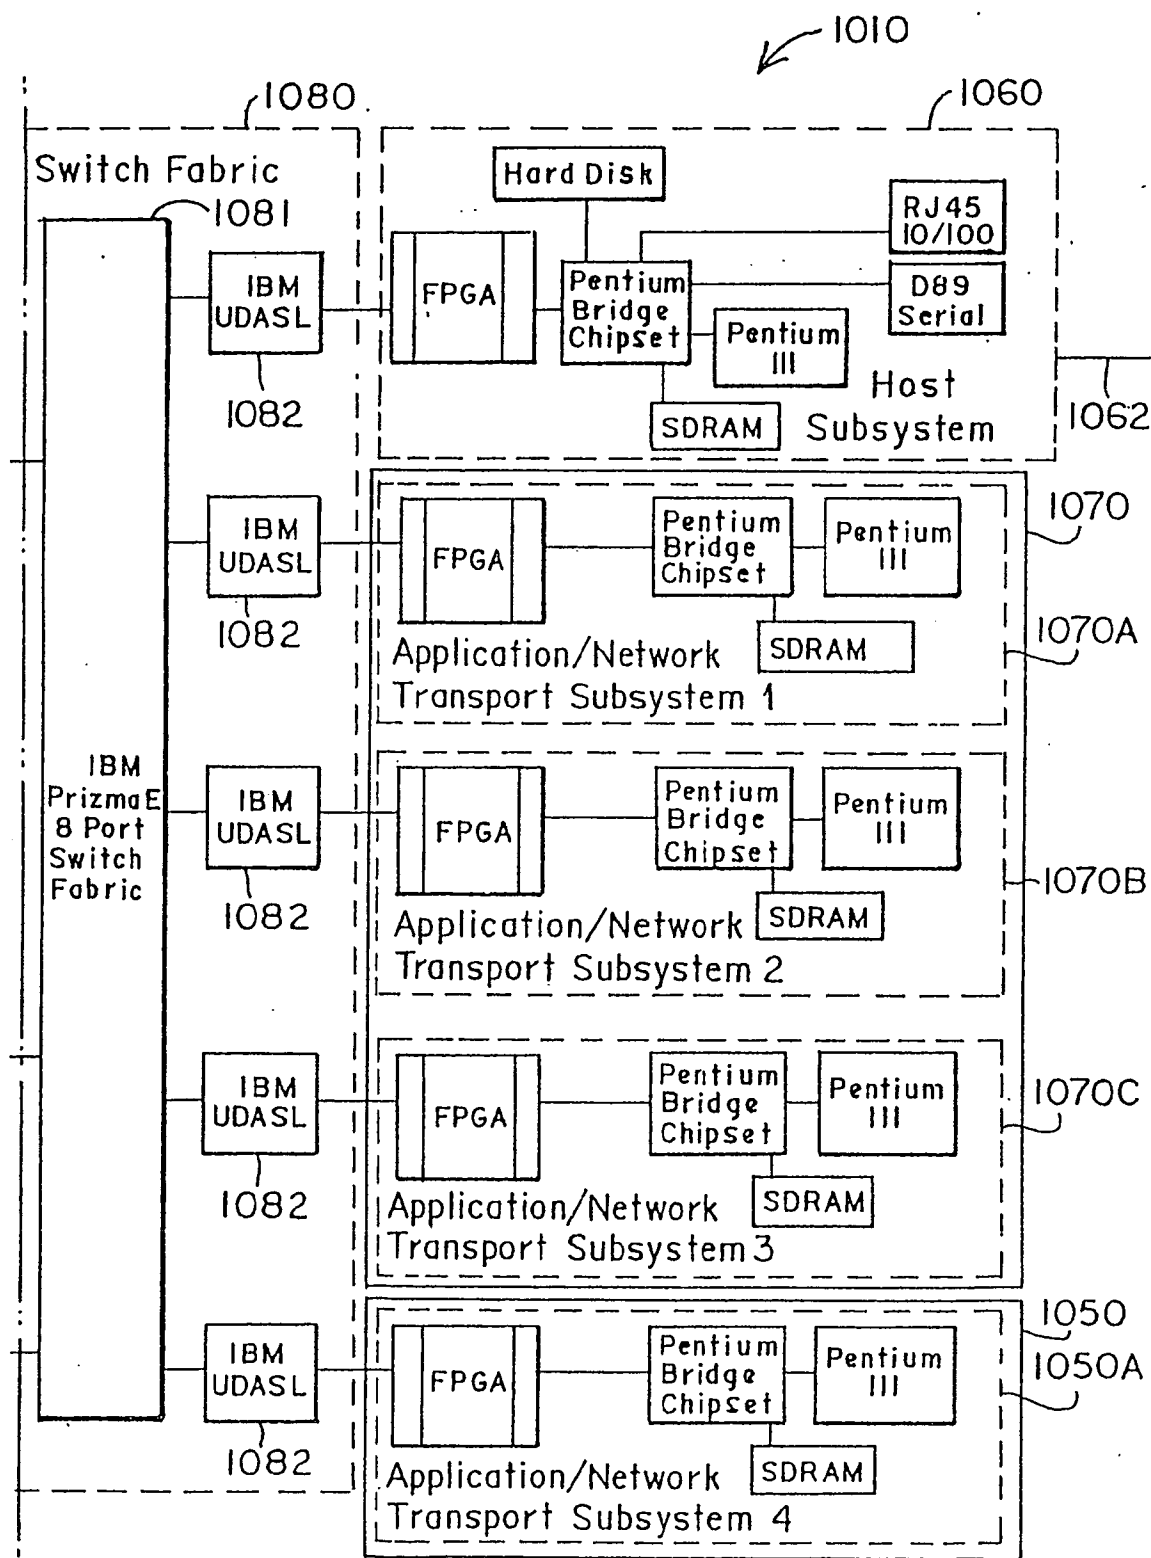 1010
1080
1060
Switch Fabric
1081
Hard Disk
RJ45
10/100
IBM
UDASL
FPGA
Pentium
Bridge
Chipset
D89
Serial
Pentium
III
1082
SDRAM
Host
Subsystem
1062
IBM
UDASL
FPGA
Pentium
Bridge
Chipset
Pentium
III
1070
1082
SDRAM
1070A
Application/Network
Transport Subsystem 1
IBM
PrizmaE
8 Port
Switch
Fabric
IBM
UDASL
FPGA
Pentium
Bridge
Chipset
Pentium
III
1082
SDRAM
1070B
Application/Network
Transport Subsystem 2
IBM
UDASL
FPGA
Pentium
Bridge
Chipset
Pentium
III
1070C
1082
SDRAM
Application/Network
Transport Subsystem 3
IBM
UDASL
FPGA
Pentium
Bridge
Chipset
Pentium
III
1050
1050A
1082
SDRAM
Application/Network
Transport Subsystem 4